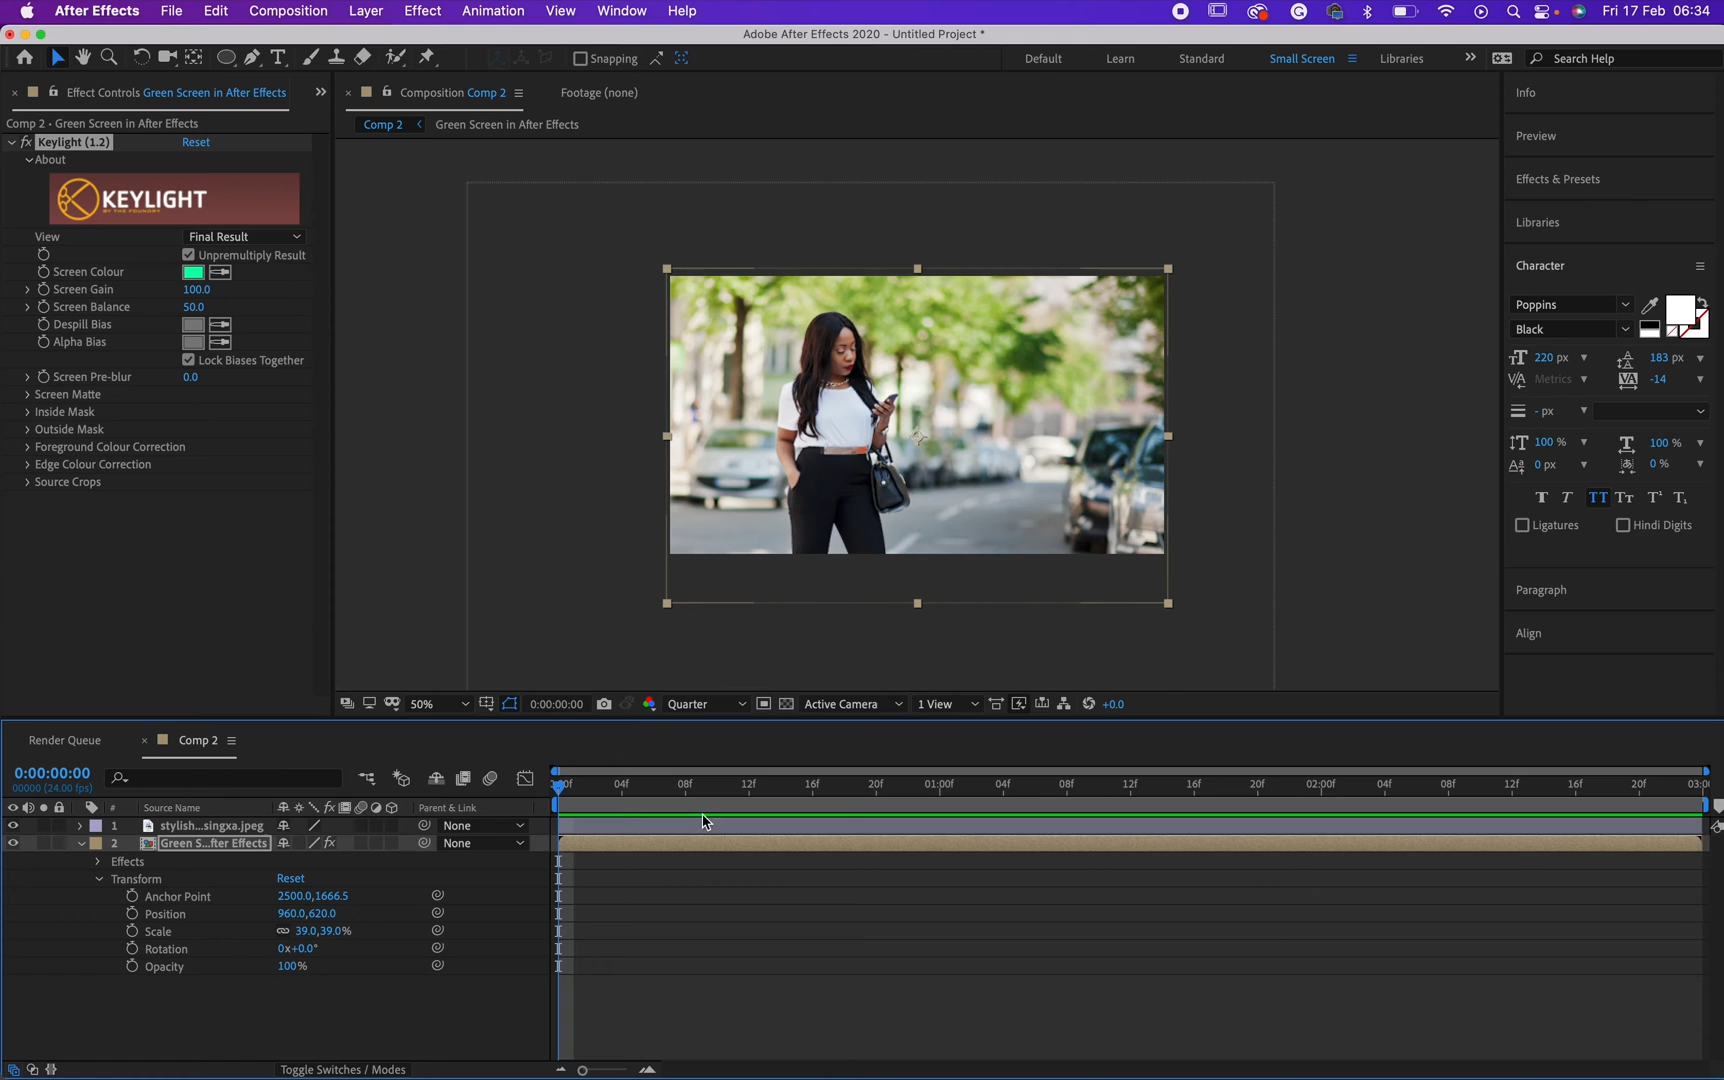 After Effects File Edit Composition Layer Effect Animation View Window Help Fri 17 Feb 06:34
Adobe After Effects 2020 - Untitled Project *
Snapping Default Learn Standard Small Screen Libraries Search Help
Effect Controls Green Screen in After Effects
Composition Comp 2
Footage (none)
Comp 2 • Green Screen in After Effects
Comp 2 Green Screen in After Effects
fx Keylight (1.2) Reset
About
KEYLIGHT
BY THE FOUNDRY
View Final Result
Unpremultiply Result
Screen Colour
Screen Gain 100.0
Screen Balance 50.0
Despill Bias
Alpha Bias
Lock Biases Together
Screen Pre-blur 0.0
Screen Matte
Inside Mask
Outside Mask
Foreground Colour Correction
Edge Colour Correction
Source Crops
Info
Preview
Effects & Presets
Libraries
Character
Poppins
Black
220 px 183 px
Metrics -14
- px
100 % 100 %
0 px 0 %
T T TT Tт T¹ T₁
Ligatures Hindi Digits
Paragraph
Align
50% 0:00:00:00 Quarter Active Camera 1 View +0.0
Render Queue Comp 2
0:00:00:00
00000 (24.00 fps)
:00f 04f 08f 12f 16f 20f 01:00f 04f 08f 12f 16f 20f 02:00f 04f 08f 12f 16f 20f 03:0
# Source Name Parent & Link
1 stylish...singxa.jpeg None
2 Green S...fter Effects fx None
Effects
Transform Reset
Anchor Point 2500.0,1666.5
Position 960.0,620.0
Scale 39.0,39.0%
Rotation 0x+0.0°
Opacity 100%
Toggle Switches / Modes